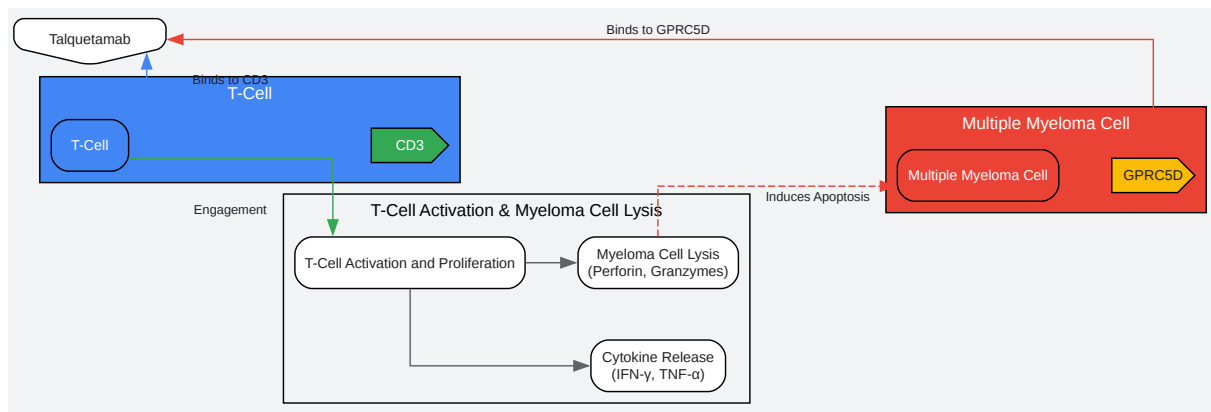 Talquetamab
Binds to GPRC5D
Binds to CD3
T-Cell
T-Cell
CD3
Multiple Myeloma Cell
Multiple Myeloma Cell
GPRC5D
Engagement
Induces Apoptosis
T-Cell Activation & Myeloma Cell Lysis
T-Cell Activation and Proliferation
Myeloma Cell Lysis
(Perforin, Granzymes)
Cytokine Release
(IFN-γ, TNF-α)